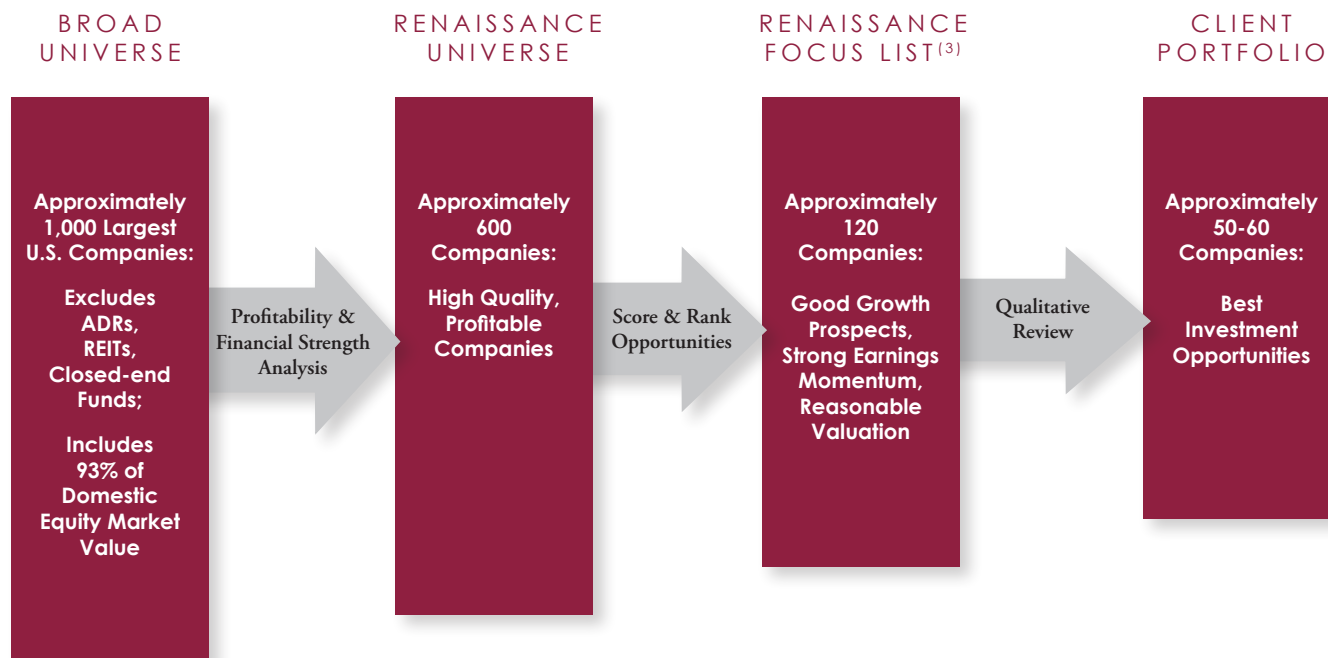 BROAD
UNIVERSE
Approximately
1,000 Largest
U.S. Companies:
Excludes
ADRs,
REITs,
Closed-end
Funds;
Includes
93% of
Domestic
Equity Market
Value
Profitability &
Financial Strength
Analysis
RENAISSANCE
UNIVERSE
Approximately
600
Companies:
High Quality,
Profitable
Companies
Score & Rank
Opportunities
RENAISSANCE
FOCUS LIST(3)
Approximately
120
Companies:
Good Growth
Prospects,
Strong Earnings
Momentum,
Reasonable
Valuation
Qualitative
Review
CLIENT
PORTFOLIO
Approximately
50-60
Companies:
Best
Investment
Opportunities